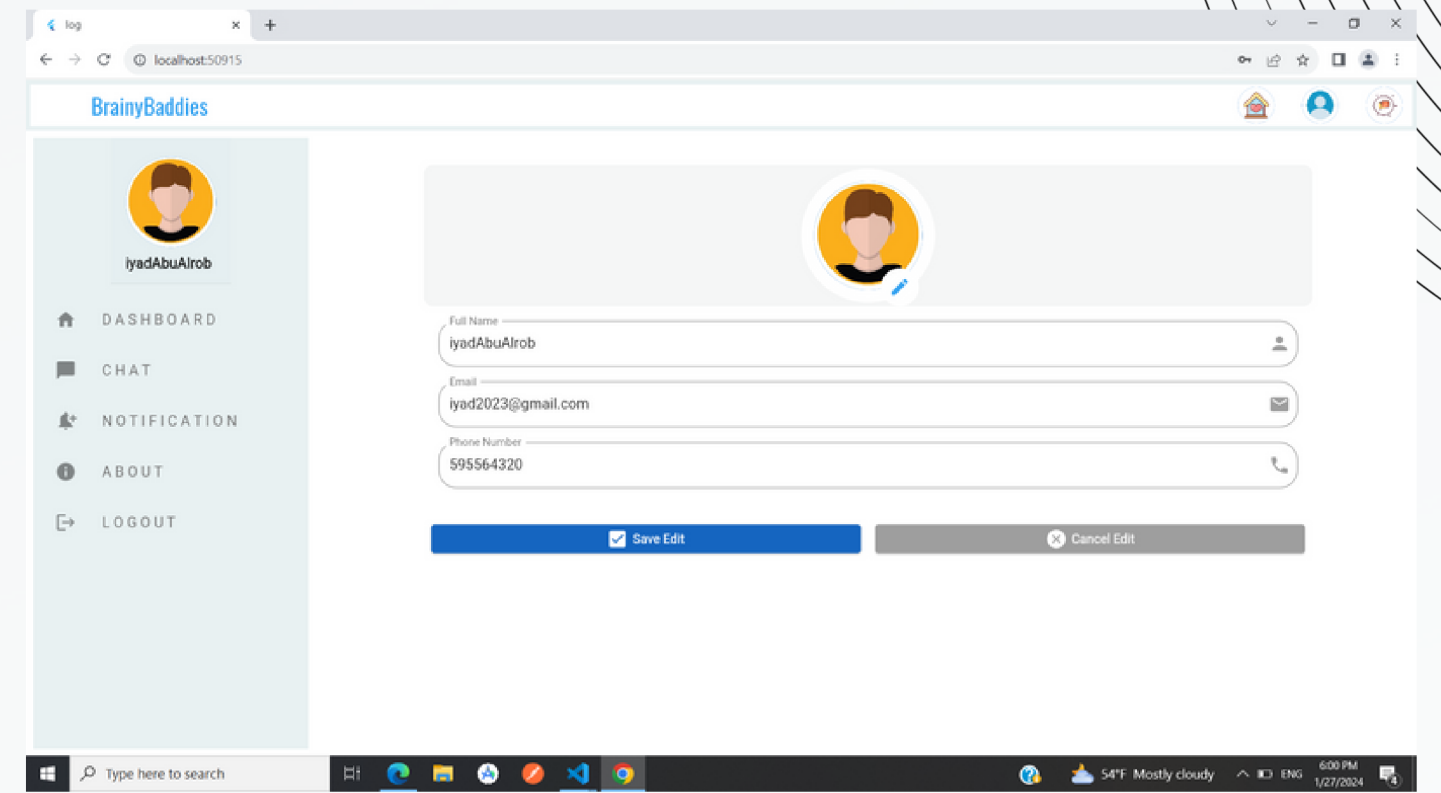 log
localhost:50915
BrainyBaddies
iyadAbuAlrob
DASHBOARD
CHAT
NOTIFICATION
ABOUT
LOGOUT
Full Name
iyadAbuAlrob
Email
iyad2023@gmail.com
Phone Number
595564320
Save Edit
Cancel Edit
Type here to search
54°F Mostly cloudy
ENG
6:00 PM
1/27/2024
4